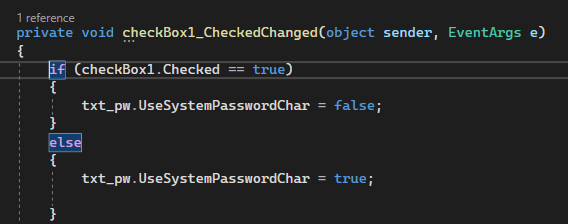 1 reference
private void checkBox1_CheckedChanged(object sender, EventArgs e)
{
if (checkBox1.Checked == true)
{
txt_pw.UseSystemPasswordChar = false;
}
else
{
txt_pw.UseSystemPasswordChar = true;
}